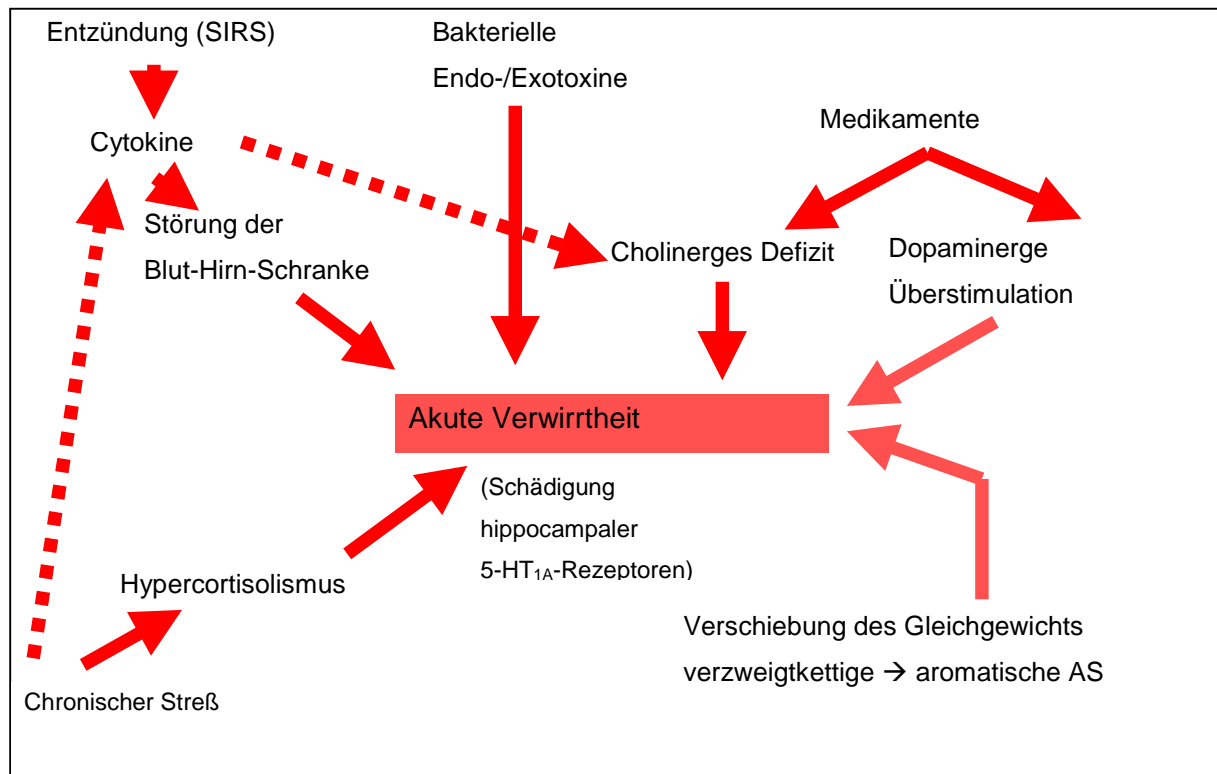 Entzündung (SIRS)
Bakterielle
Endo-/Exotoxine
Medikamente
Cytokine
Störung der
Blut-Hirn-Schranke
Cholinerges Defizit
Dopaminerge
Überstimulation
Akute Verwirrtheit
(Schädigung
hippocampaler
5-HT1A-Rezeptoren)
Hypercortisolismus
Verschiebung des Gleichgewichts
verzweigtkettige → aromatische AS
Chronischer Streß